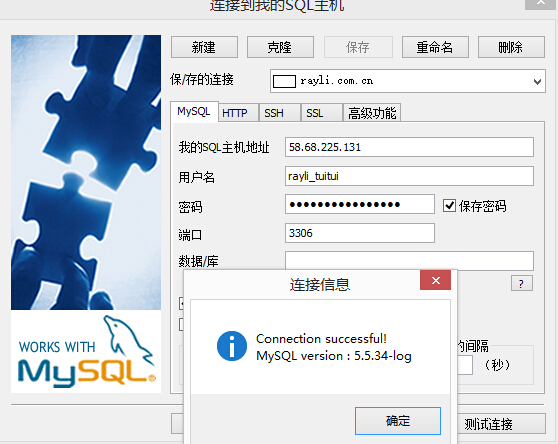 连接到我的SQL主机
新建 克隆 保存 重命名 删除
保/存的连接 rayli.com.cn
MySQL HTTP SSH SSL 高级功能
我的SQL主机地址 58.68.225.131
用户名 rayli_tuitui
密码 ●●●●●●●●●●●●●●●● 保存密码
端口 3306
数据/库
?
连接信息
Connection successful!
MySQL version : 5.5.34-log
的间隔
(秒)
确定
测试连接
WORKS WITH
MySQL®